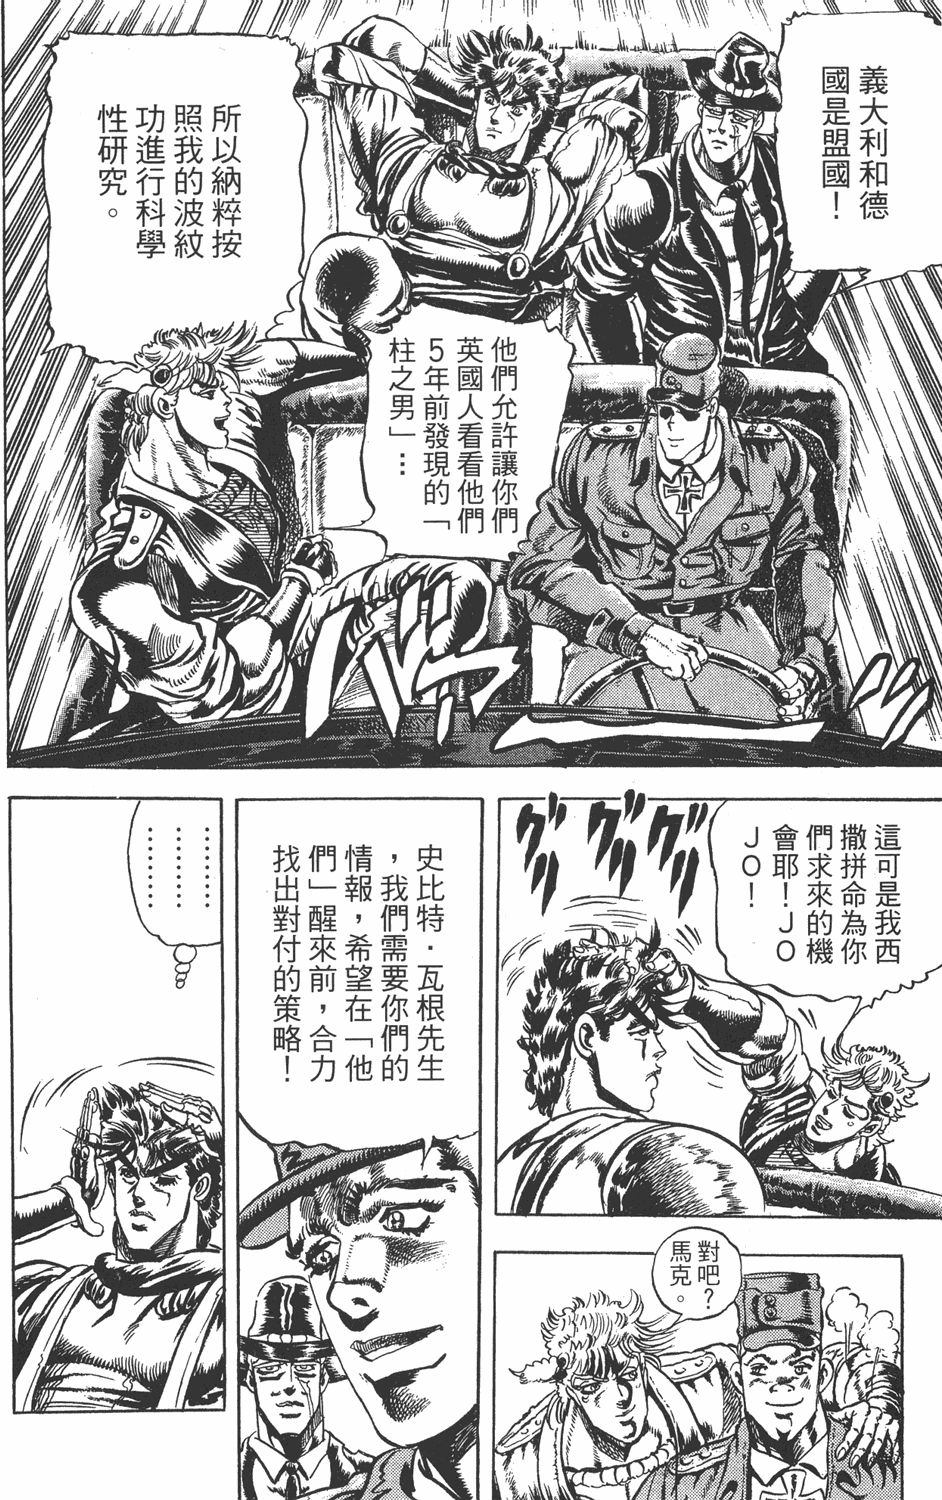 義大利和德
國是盟國！
他們允許讓你們
英國人看看他們
5年前發現的「
柱之男」…
所以納粹按
照我的波紋
功進行科學
性研究。
這可是我西
撒拼命為你
們求來的機
會耶！JO
JO！
對吧？
馬克。
史比特．瓦根先生
，我們需要你們的
情報，希望在「他
們」醒來前，合力
找出對付的策略！
………
………
………